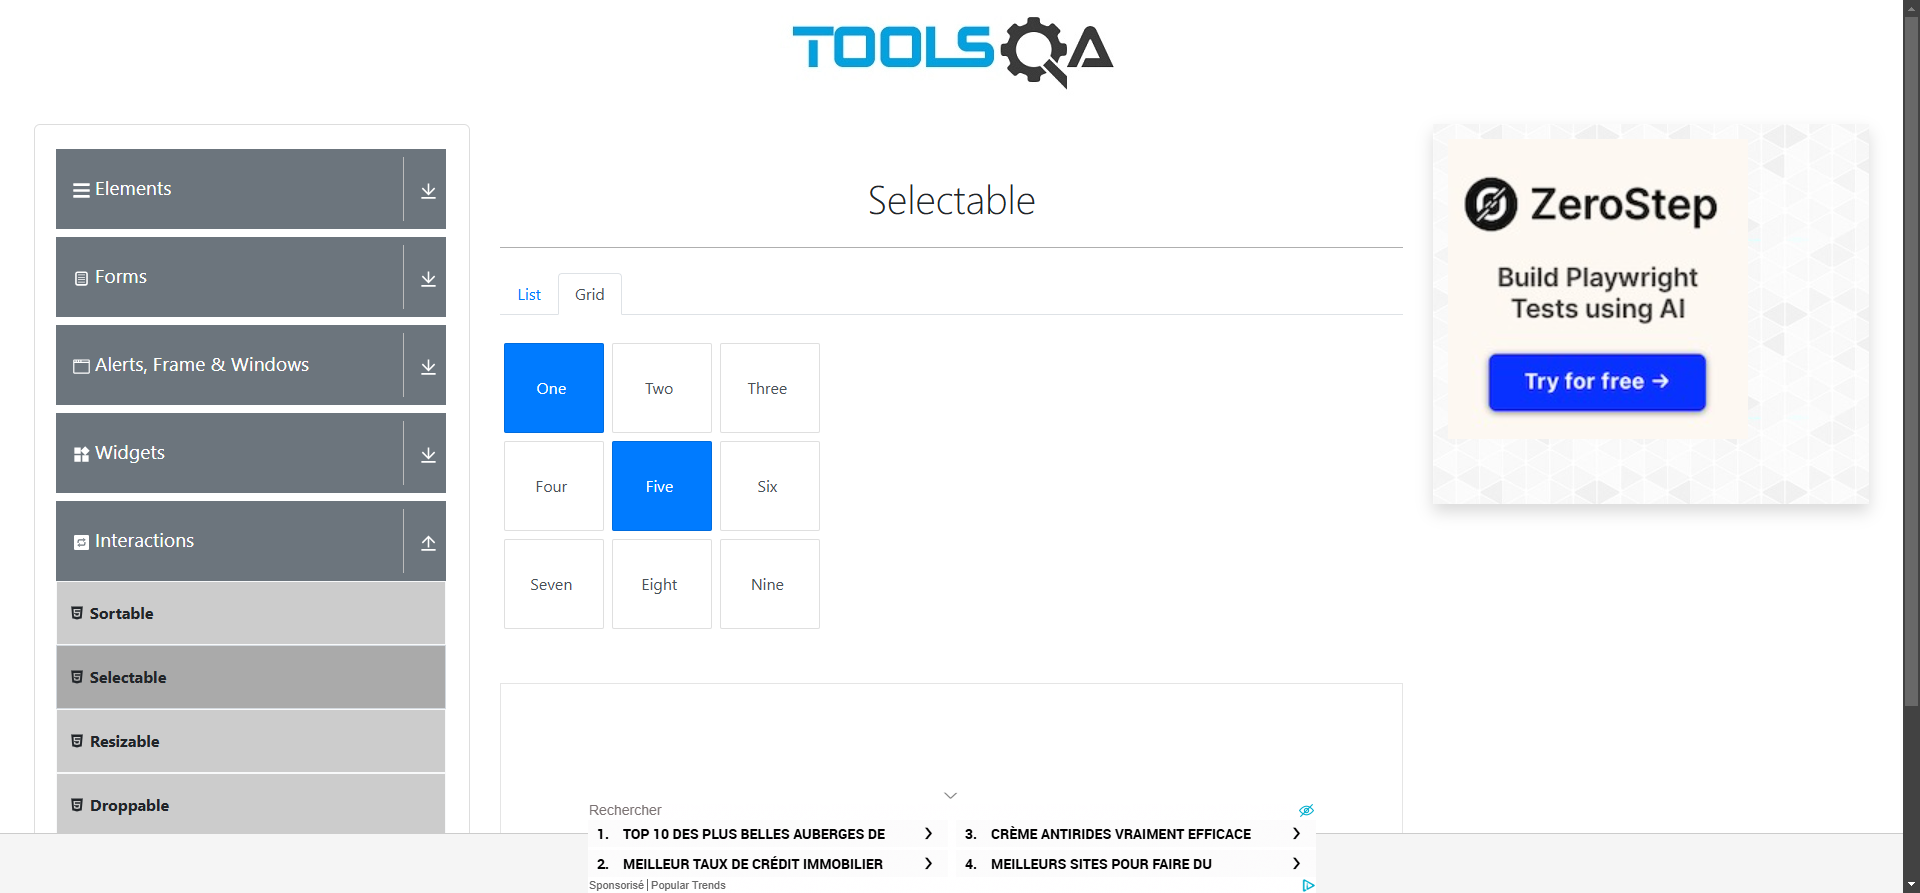 TOOLSQA
Elements
Forms
Alerts, Frame & Windows
Widgets
Interactions
Sortable
Selectable
Resizable
Droppable
Selectable
List
Grid
One
Two
Three
Four
Five
Six
Seven
Eight
Nine
ZeroStep
Build Playwright
Tests using AI
Try for free →
Rechercher
1. TOP 10 DES PLUS BELLES AUBERGES DE
2. MEILLEUR TAUX DE CRÉDIT IMMOBILIER
3. CRÈME ANTIRIDES VRAIMENT EFFICACE
4. MEILLEURS SITES POUR FAIRE DU
Sponsorisé | Popular Trends